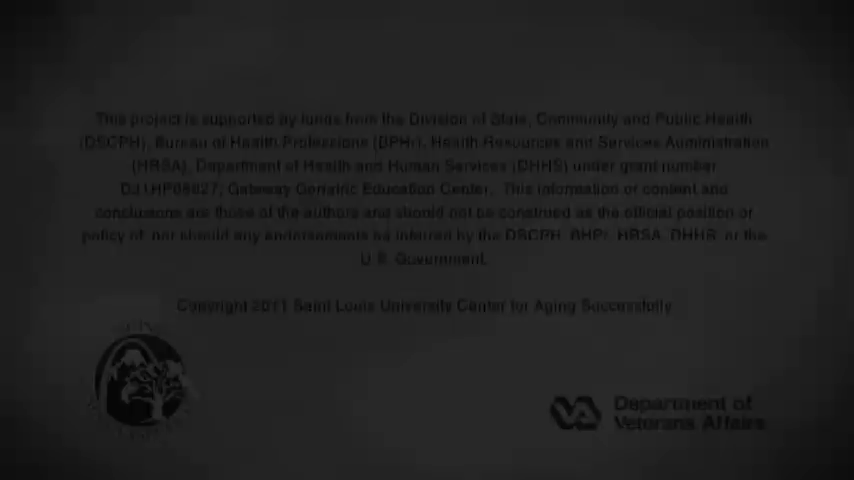 This project is supported by funds from the Division of State, Community and Public Health
(DSCPH), Bureau of Health Professions (BPHr), Health Resources and Services Administration
(HRSA), Department of Health and Human Services (DHHS) under grant number
Gateway Geriatric Education Center. This information or content and
conclusions are those of the authors and should not be construed as the official position or
policy of, nor should any endorsements be inferred by the DSCPH, BHPr, HRSA, DHHS, or the
U.S. Government.
Copyright 2011 Saint Louis University Center for Aging Successfully
VA
Department of
Veterans Affairs